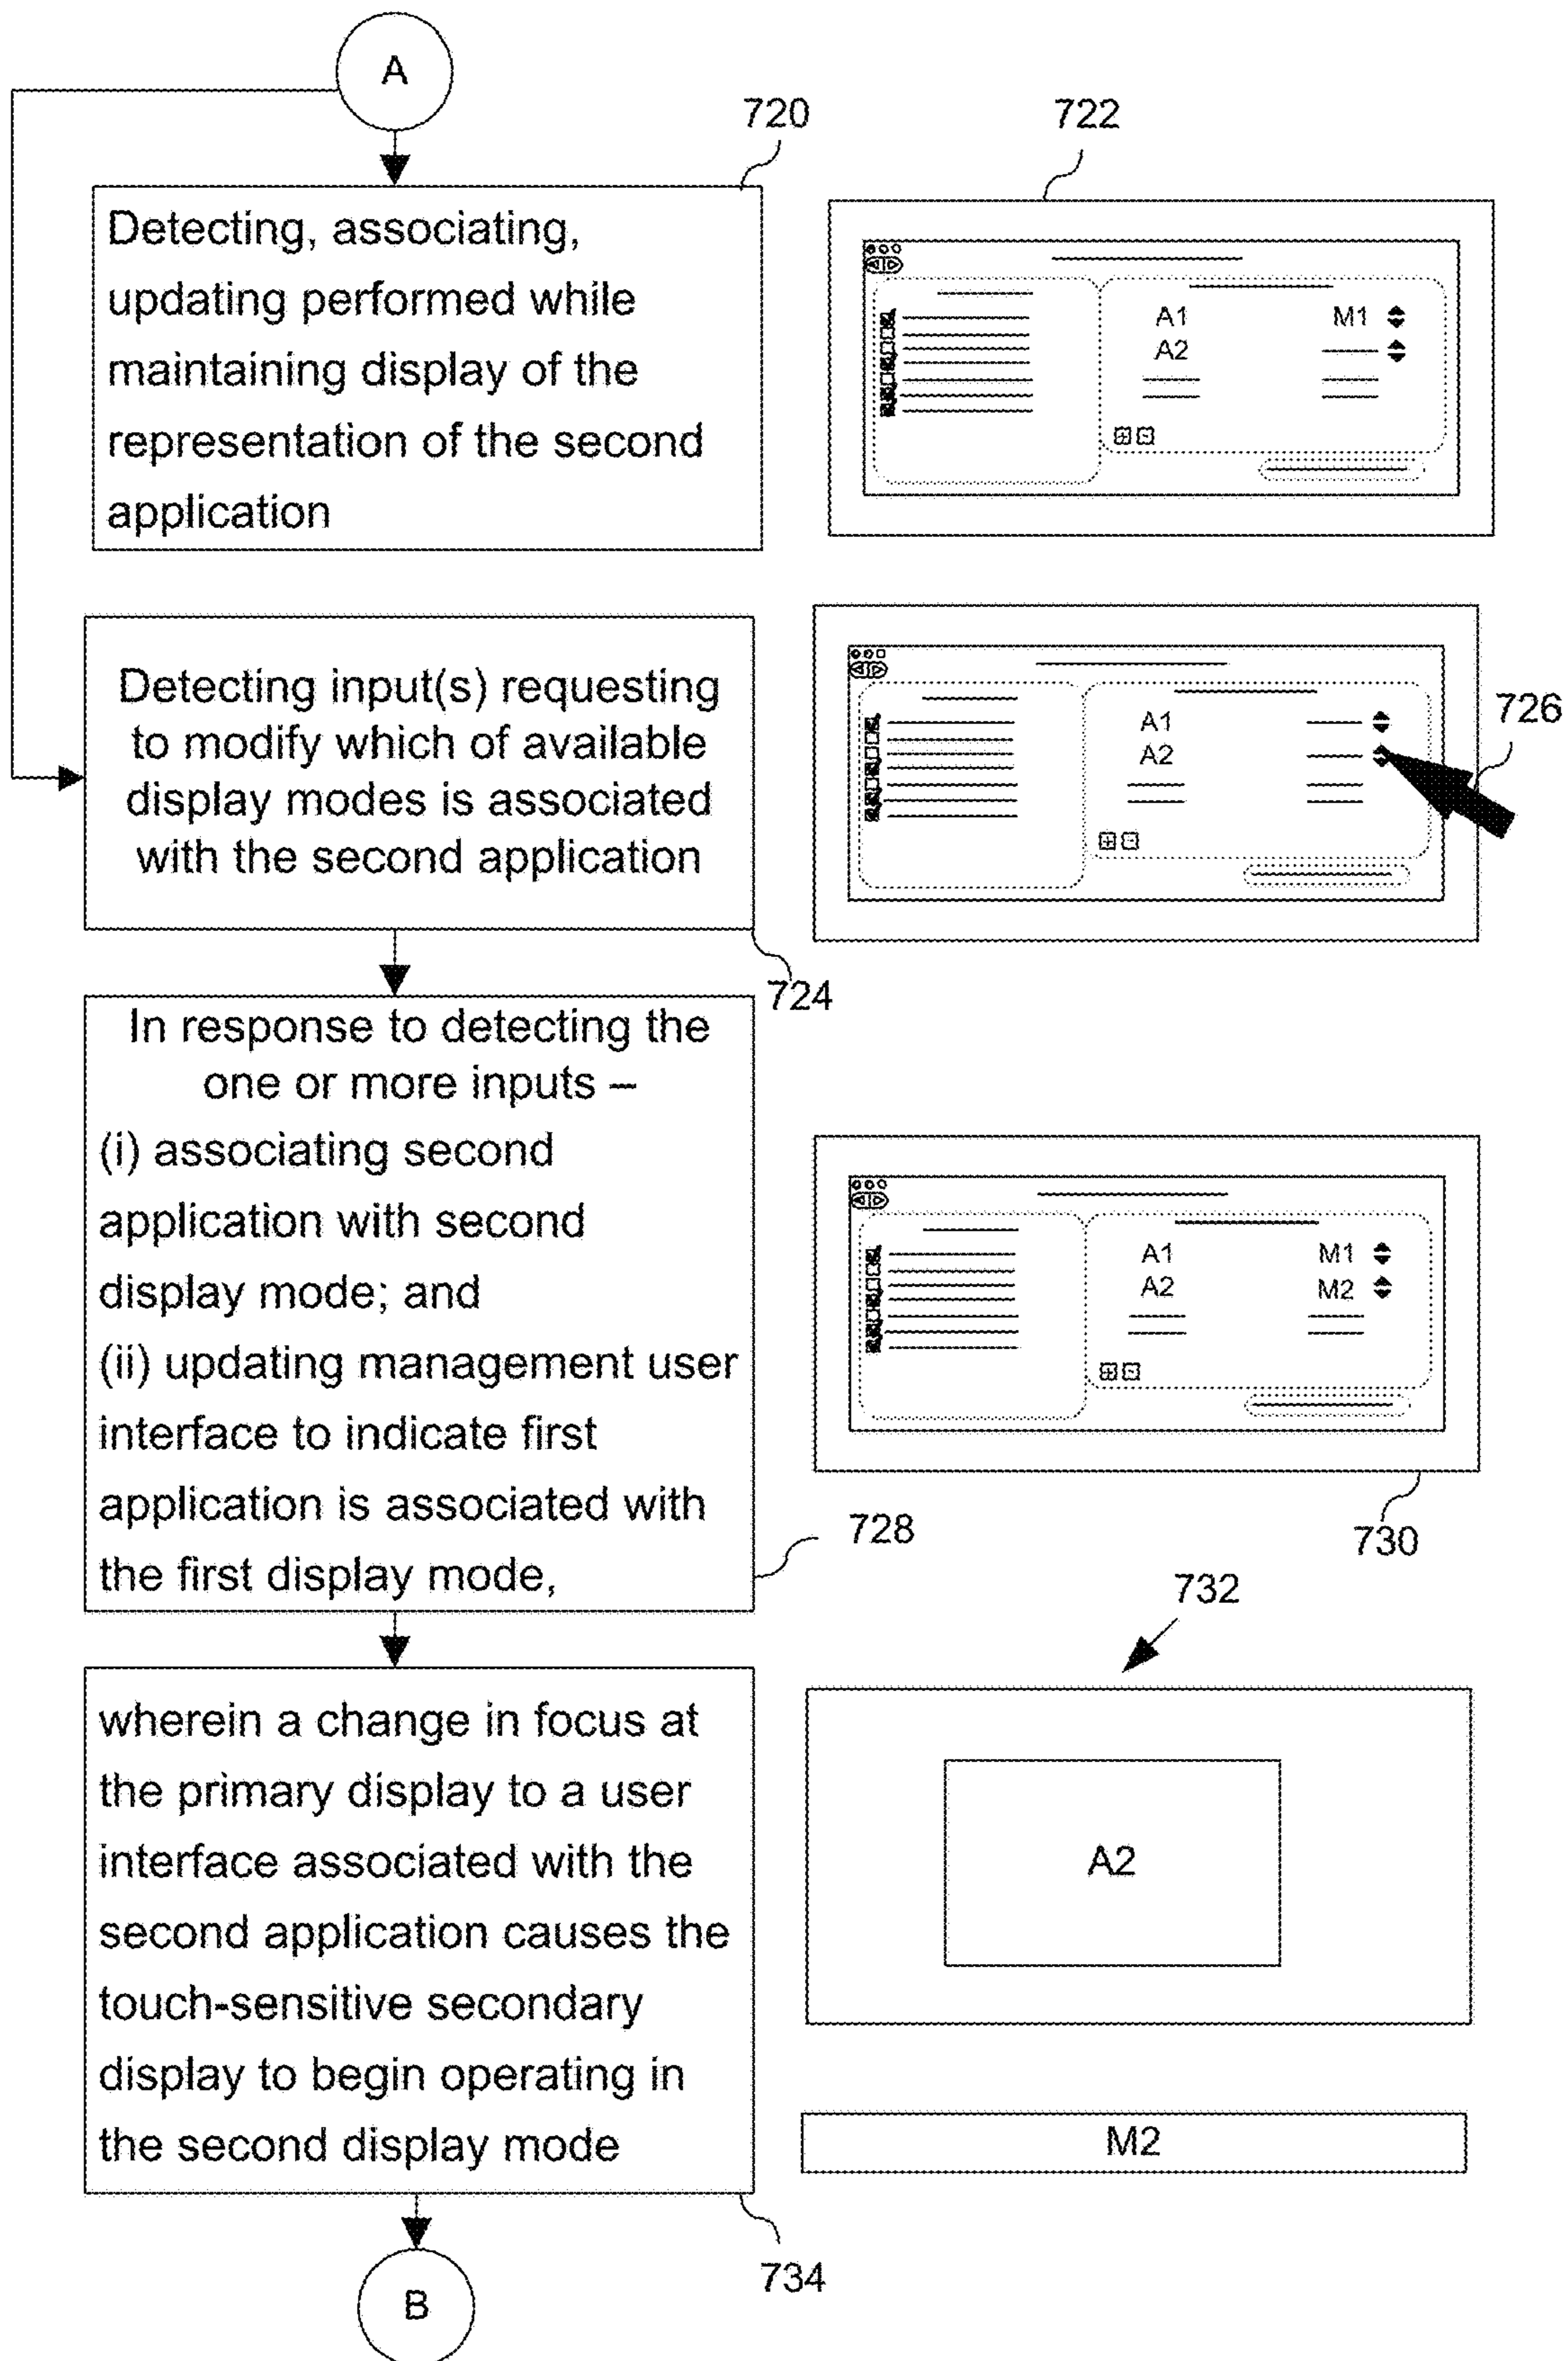 A
720
722
Detecting, associating,
updating performed while
maintaining display of the
representation of the second
application
A1 M1
A2
Detecting input(s) requesting
to modify which of available
display modes is associated
with the second application
726
A1
A2
724
In response to detecting the
one or more inputs –
(i) associating second
application with second
display mode; and
(ii) updating management user
interface to indicate first
application is associated with
the first display mode,
A1 M1
A2 M2
728
730
732
wherein a change in focus at
the primary display to a user
interface associated with the
second application causes the
touch-sensitive secondary
display to begin operating in
the second display mode
A2
M2
734
B